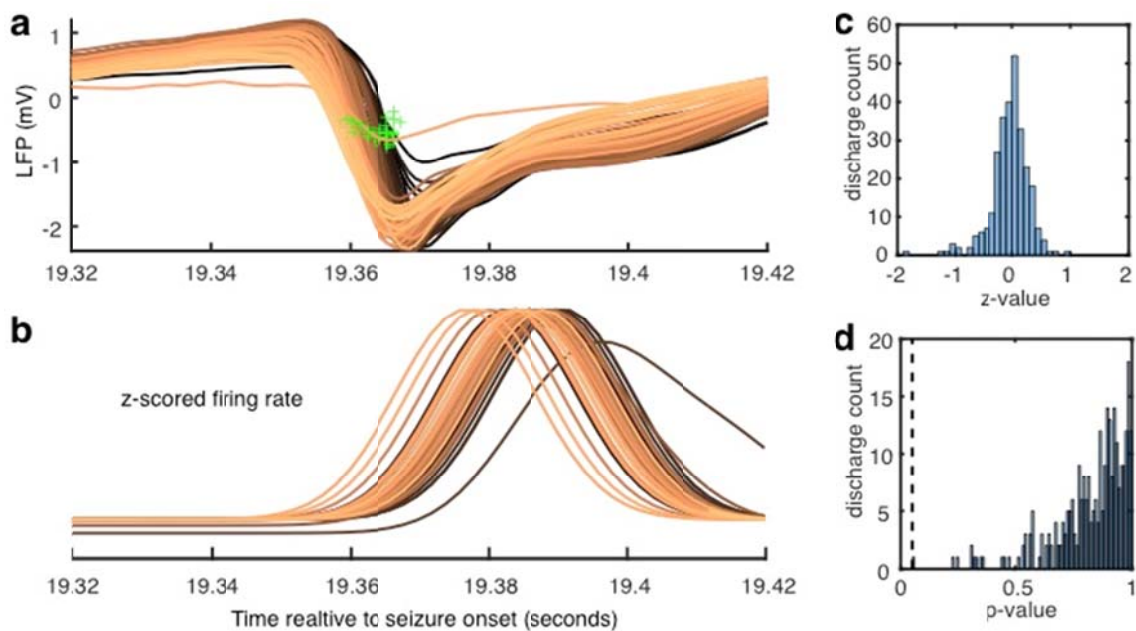 a
LFP (mV)
1
0
-1
-2
19.32 19.34 19.36 19.38 19.4 19.42
b
z-scored firing rate
19.32 19.34 19.36 19.38 19.4 19.42
Time realtive to seizure onset (seconds)
c
discharge count
60
50
40
30
20
10
0
-2 -1 0 1 2
z-value
d
discharge count
20
15
10
5
0
0 0.5 1
p-value